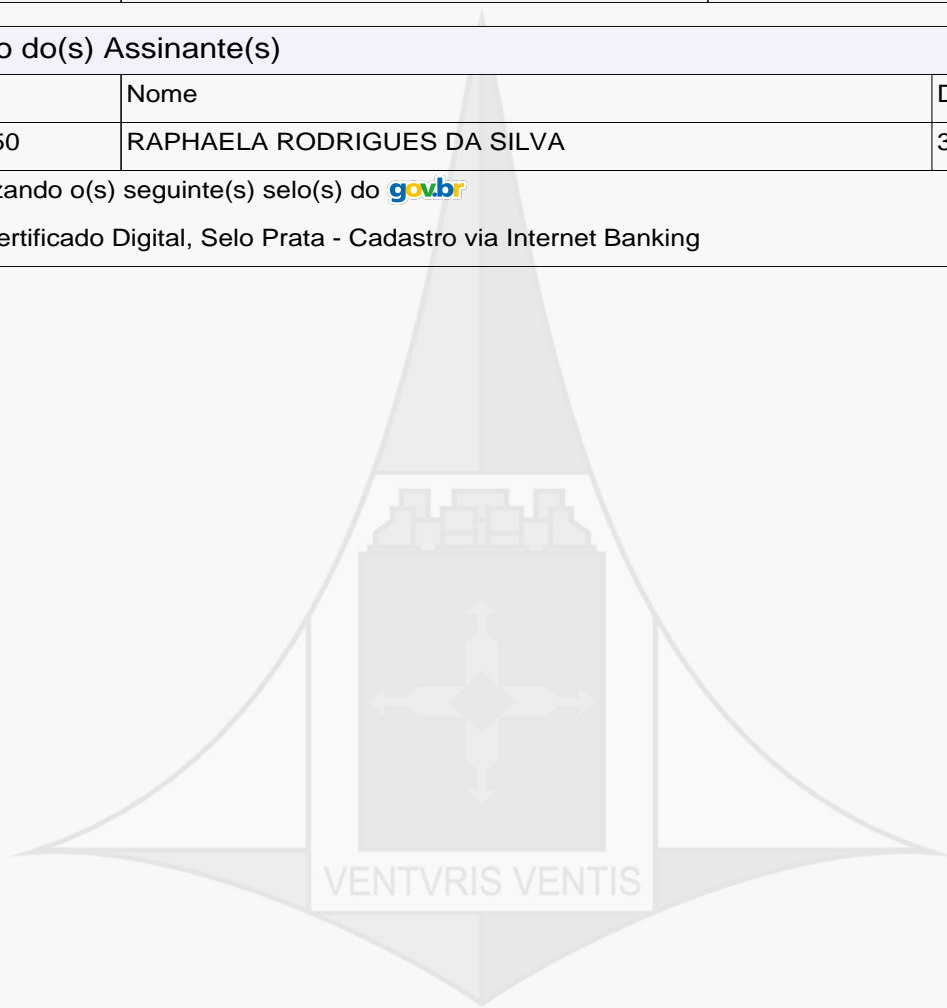 o do(s) Assinante(s)
Nome D
50 RAPHAELA RODRIGUES DA SILVA 3
zando o(s) seguinte(s) selo(s) do gov.br
ertificado Digital, Selo Prata - Cadastro via Internet Banking
VENTVRIS VENTIS